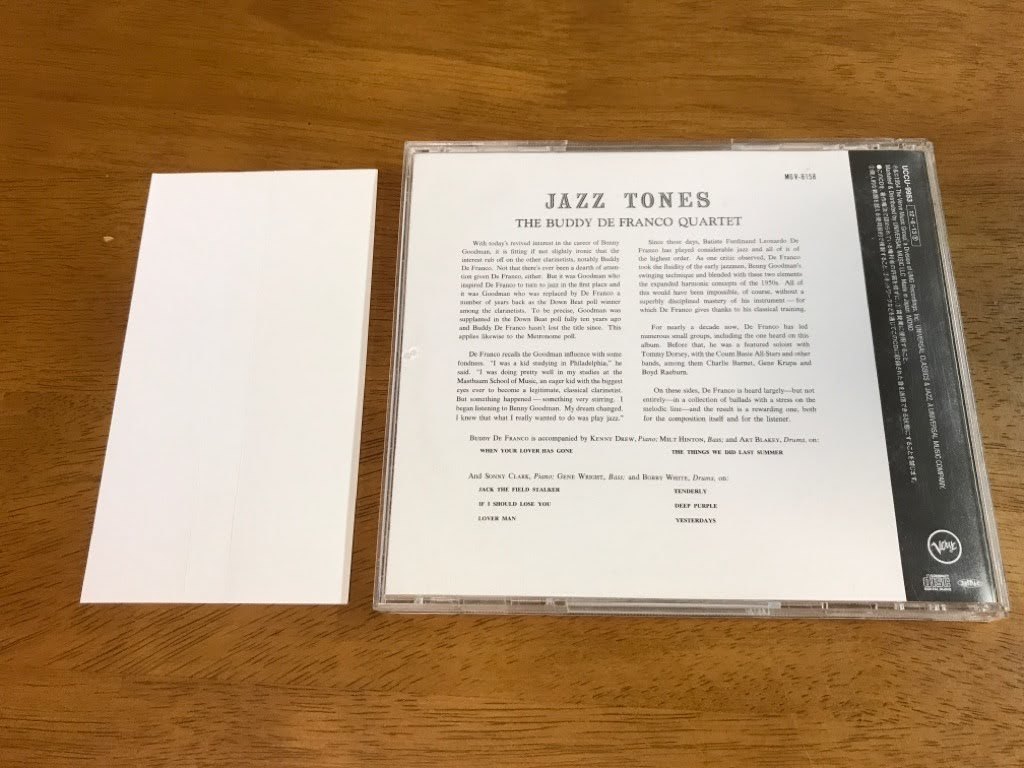 MG V-8158
JAZZ TONES
THE BUDDY DE FRANCO QUARTET
With today's revived interest in the career of Benny
Goodman, it is fitting if not slightly ironic that the
interest rub off on the other clarinetists, notably Buddy
De Franco. Not that there's ever been a dearth of atten-
tion given De Franco, either. But it was Goodman who
inspired De Franco to turn to jazz in the first place and
it was Goodman who was replaced by De Franco a
number of years back as the Down Beat poll winner
among the clarinetists. To be precise, Goodman was
supplanted in the Down Beat poll fully ten years ago
and Buddy De Franco hasn't lost the title since. This
applies likewise to the Metronome poll.
De Franco recalls the Goodman influence with some
fondness. "I was a kid studying in Philadelphia," he
said. "I was doing pretty well in my studies at the
Mastbaum School of Music, an eager kid with the biggest
eyes ever to become a legitimate, classical clarinetist.
But something happened—something very stirring. I
began listening to Benny Goodman. My dream changed.
I knew that what I really wanted to do was play jazz."
Since those days, Batiste Ferdinand Leonardo De
Franco has played considerable jazz and all of it of
the highest order. As one critic observed, De Franco
took the fluidity of the early jazzmen, Benny Goodman's
swinging technique and blended with these two elements
the expanded harmonic concepts of the 1950s. All of
this would have been impossible, of course, without a
superbly disciplined mastery of his instrument—for
which De Franco gives thanks to his classical training.
For nearly a decade now, De Franco has led
numerous small groups, including the one heard on this
album. Before that, he was a featured soloist with
Tommy Dorsey, with the Count Basie All-Stars and other
bands, among them Charlie Barnet, Gene Krupa and
Boyd Raeburn.
On these sides, De Franco is heard largely—but not
entirely—in a collection of ballads with a stress on the
melodic line—and the result is a rewarding one, both
for the composition itself and for the listener.
BUDDY DE FRANCO is accompanied by KENNY DREW, Piano; MILT HINTON, Bass; and ART BLAKEY, Drums, on:
WHEN YOUR LOVER HAS GONE
THE THINGS WE DID LAST SUMMER
And SONNY CLARK, Piano; GENE WRIGHT, Bass; and BOBBY WHITE, Drums, on:
JACK THE FIELD STALKER
TENDERLY
IF I SHOULD LOSE YOU
DEEP PURPLE
LOVER MAN
YESTERDAYS
UCCU-9953
UNIVERSAL CLASSICS & JAZZ, A UNIVERSAL MUSIC COMPANY.
Verve